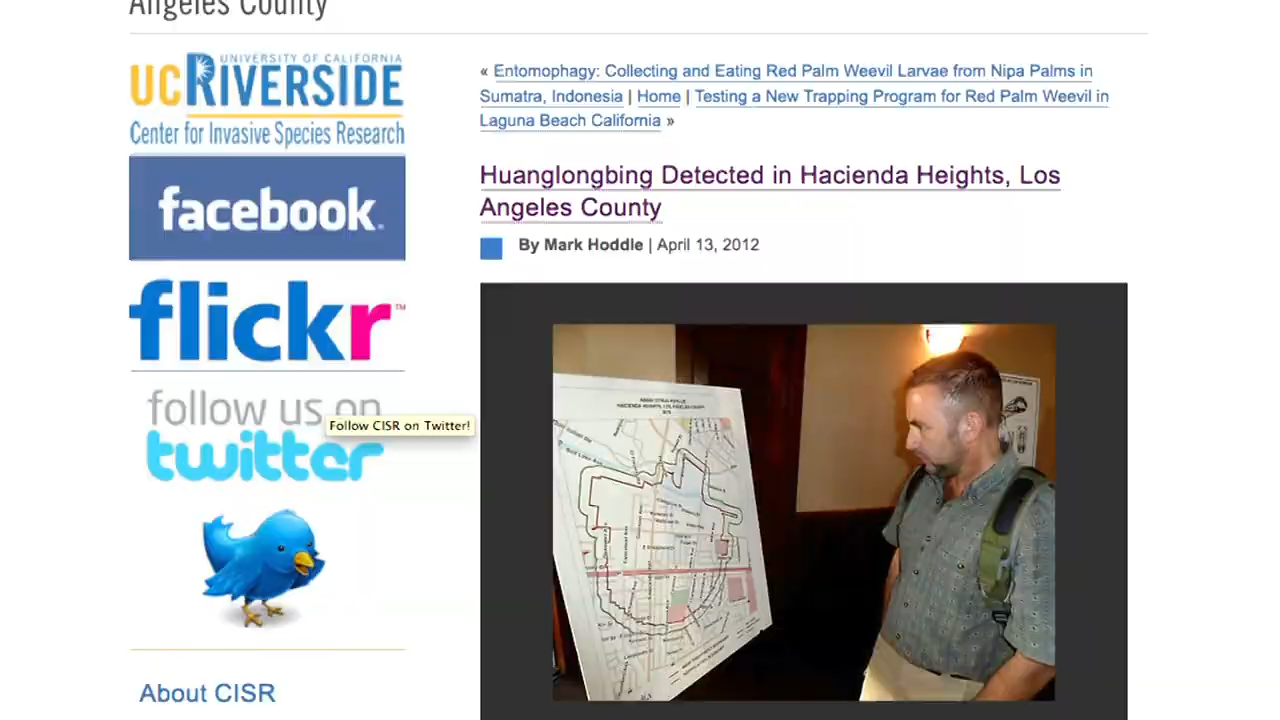 Angeles County
UNIVERSITY OF CALIFORNIA
UCRIVERSIDE
Center for Invasive Species Research
facebook.
flickr™
follow us on
Follow CISR on Twitter!
twitter
About CISR
« Entomophagy: Collecting and Eating Red Palm Weevil Larvae from Nipa Palms in
Sumatra, Indonesia | Home | Testing a New Trapping Program for Red Palm Weevil in
Laguna Beach California »
Huanglongbing Detected in Hacienda Heights, Los
Angeles County
By Mark Hoddle | April 13, 2012